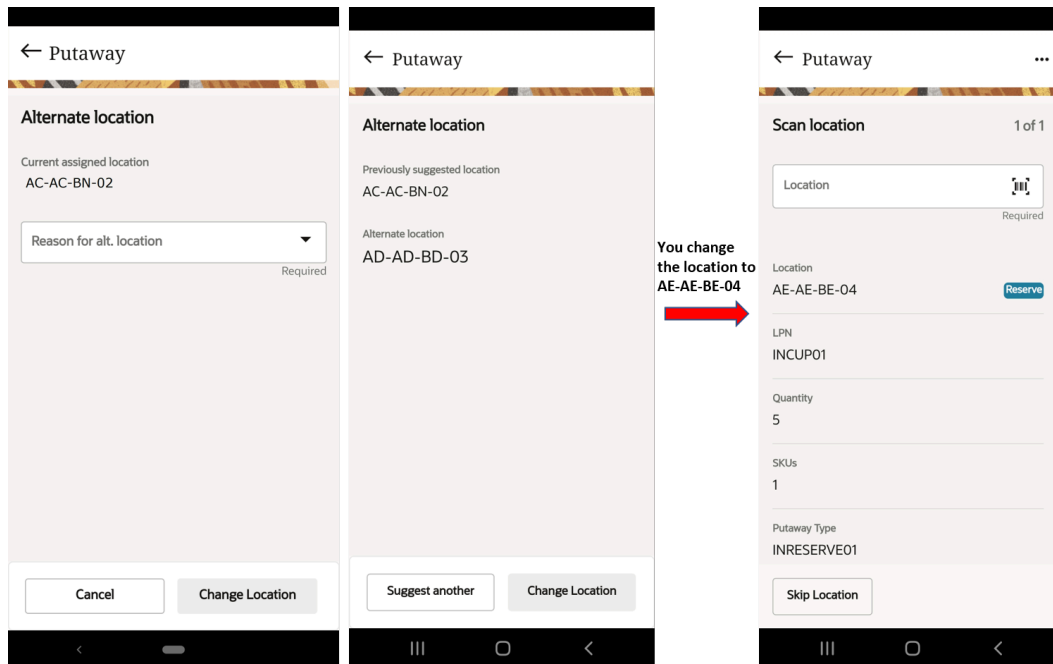 Putaway
Alternate location
Current assigned location
AC-AC-BN-02
Reason for alt. location
Required
Cancel
Change Location
Putaway
Alternate location
Previously suggested location
AC-AC-BN-02
Alternate location
AD-AD-BD-03
Suggest another
Change Location
You change
the location to
AE-AE-BE-04
Putaway
Scan location
1 of 1
Location
Required
Location
AE-AE-BE-04
Reserve
LPN
INCUP01
Quantity
5
SKUs
1
Putaway Type
INRESERVE01
Skip Location